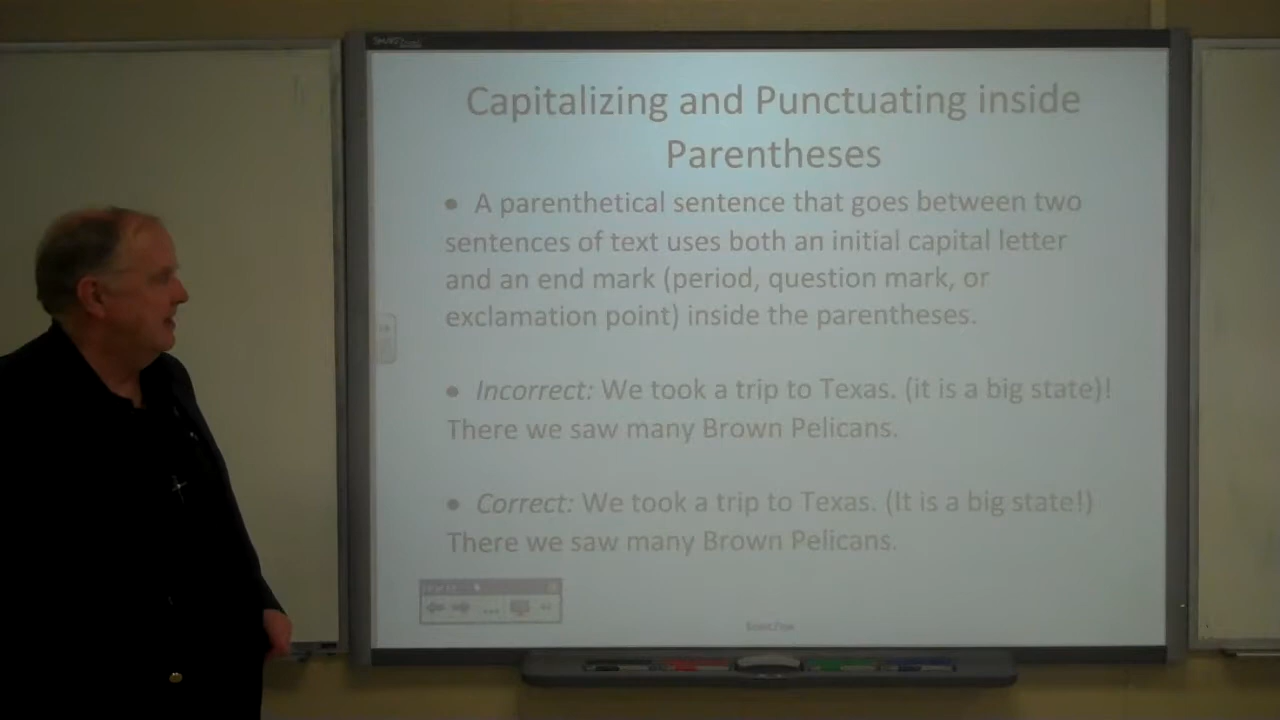 SMART
Capitalizing and Punctuating inside
Parentheses
• A parenthetical sentence that goes between two
sentences of text uses both an initial capital letter
and an end mark (period, question mark, or
exclamation point) inside the parentheses.
• Incorrect: We took a trip to Texas. (it is a big state)!
There we saw many Brown Pelicans.
• Correct: We took a trip to Texas. (It is a big state!)
There we saw many Brown Pelicans.